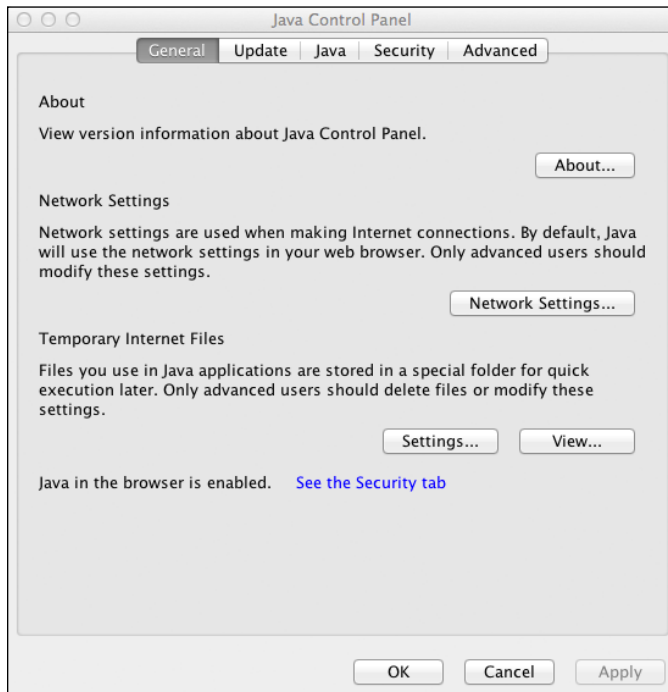 Java Control Panel
General Update Java Security Advanced
About
View version information about Java Control Panel.
About...
Network Settings
Network settings are used when making Internet connections. By default, Java
will use the network settings in your web browser. Only advanced users should
modify these settings.
Network Settings...
Temporary Internet Files
Files you use in Java applications are stored in a special folder for quick
execution later. Only advanced users should delete files or modify these
settings.
Settings... View...
Java in the browser is enabled. See the Security tab
OK Cancel Apply